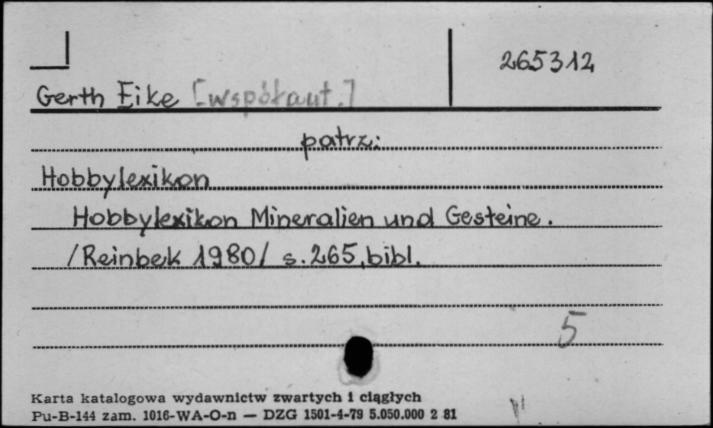 265312
Gerth Eike [współaut.]
patrz:
Hobbylexikon
Hobbylexikon Mineralien und Gesteine.
/Reinbek 1980/ s. 265, bibl.
5
Karta katalogowa wydawnictw zwartych i ciągłych
Pu-B-144 zam. 1016-WA-O-n — DZG 1501-4-79 5.050.000 2 81